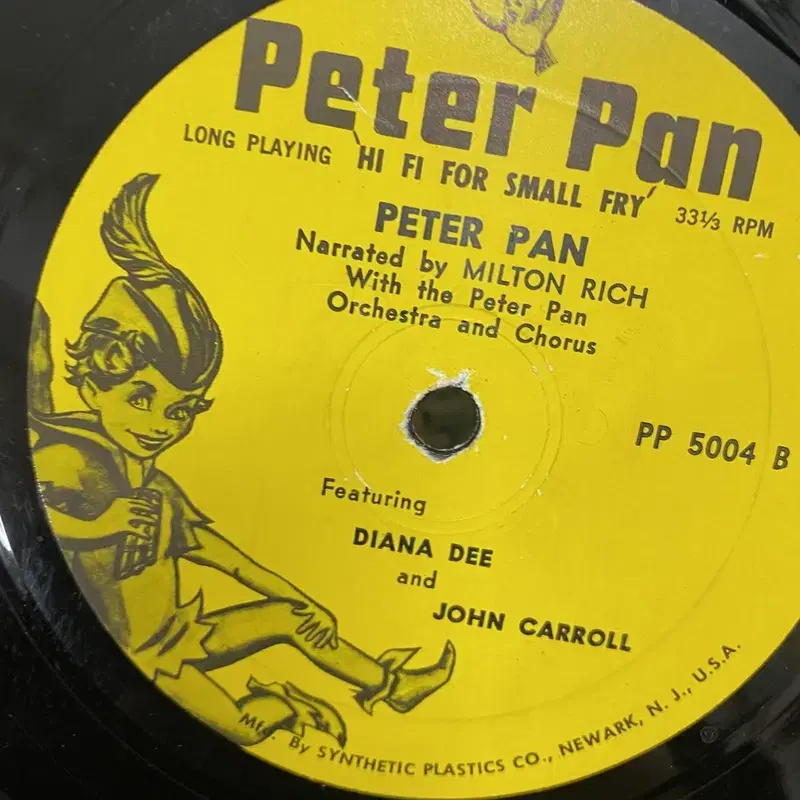 Peter Pan
LONG PLAYING 'HI FI FOR SMALL FRY' 33⅓ RPM
PETER PAN
Narrated by MILTON RICH
With the Peter Pan
Orchestra and Chorus
PP 5004 B
Featuring
DIANA DEE
and
JOHN CARROLL
Mfg. By SYNTHETIC PLASTICS CO., NEWARK, N. J., U.S.A.